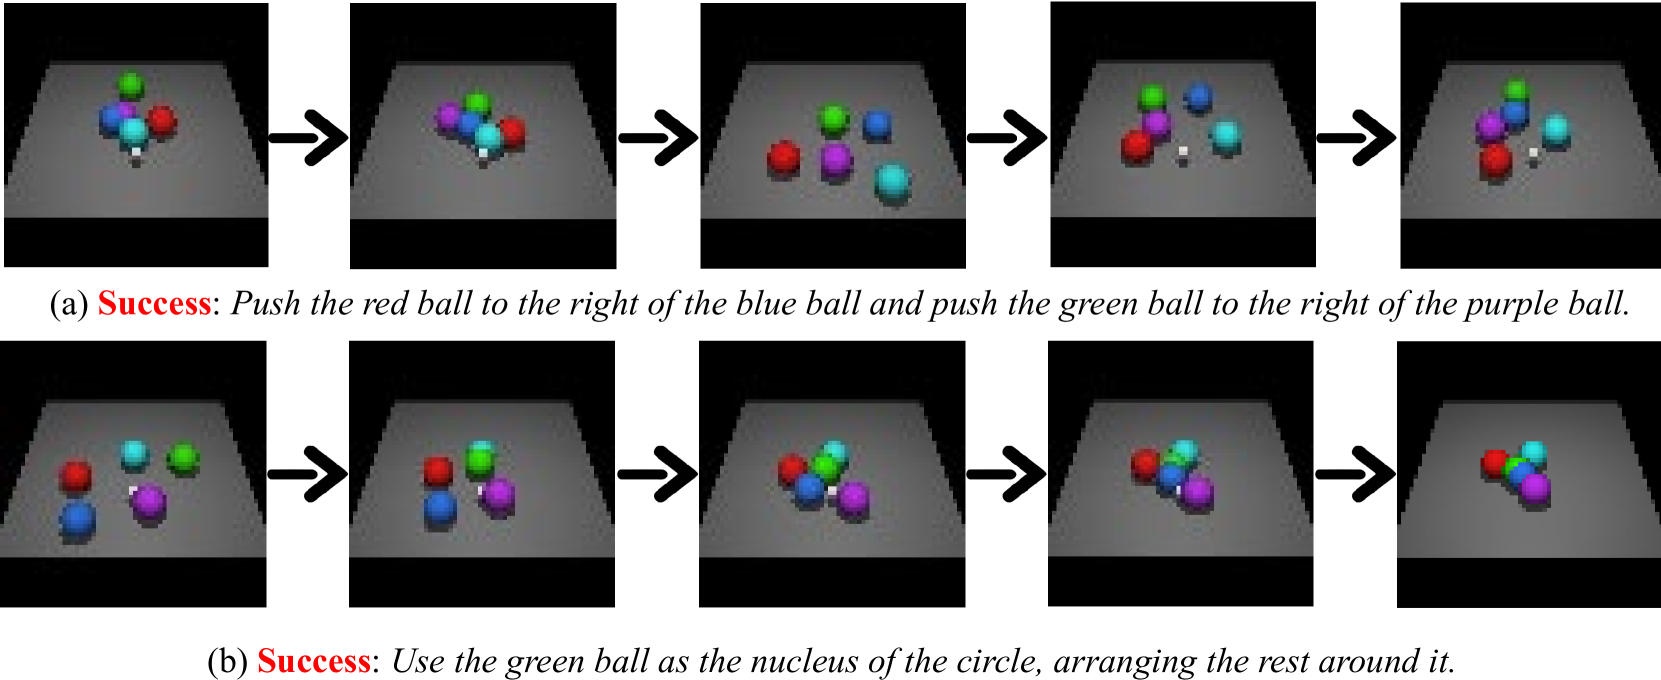 (a) Success: Push the red ball to the right of the blue ball and push the green ball to the right of the purple ball.
(b) Success: Use the green ball as the nucleus of the circle, arranging the rest around it.